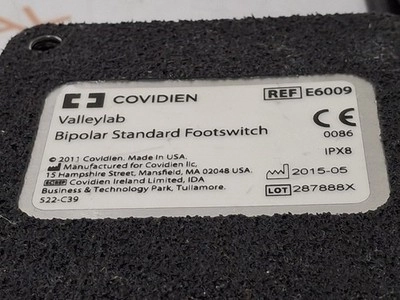 COVIDIEN
REF E6009
Valleylab
Bipolar Standard Footswitch
CE
0086
IPX8
© 2011 Covidien. Made in USA.
Manufactured for Covidien llc,
15 Hampshire Street, Mansfield, MA 02048 USA.
EC REP Covidien Ireland Limited, IDA
Business & Technology Park, Tullamore.
S22-C39
2015-05
LOT 287888X